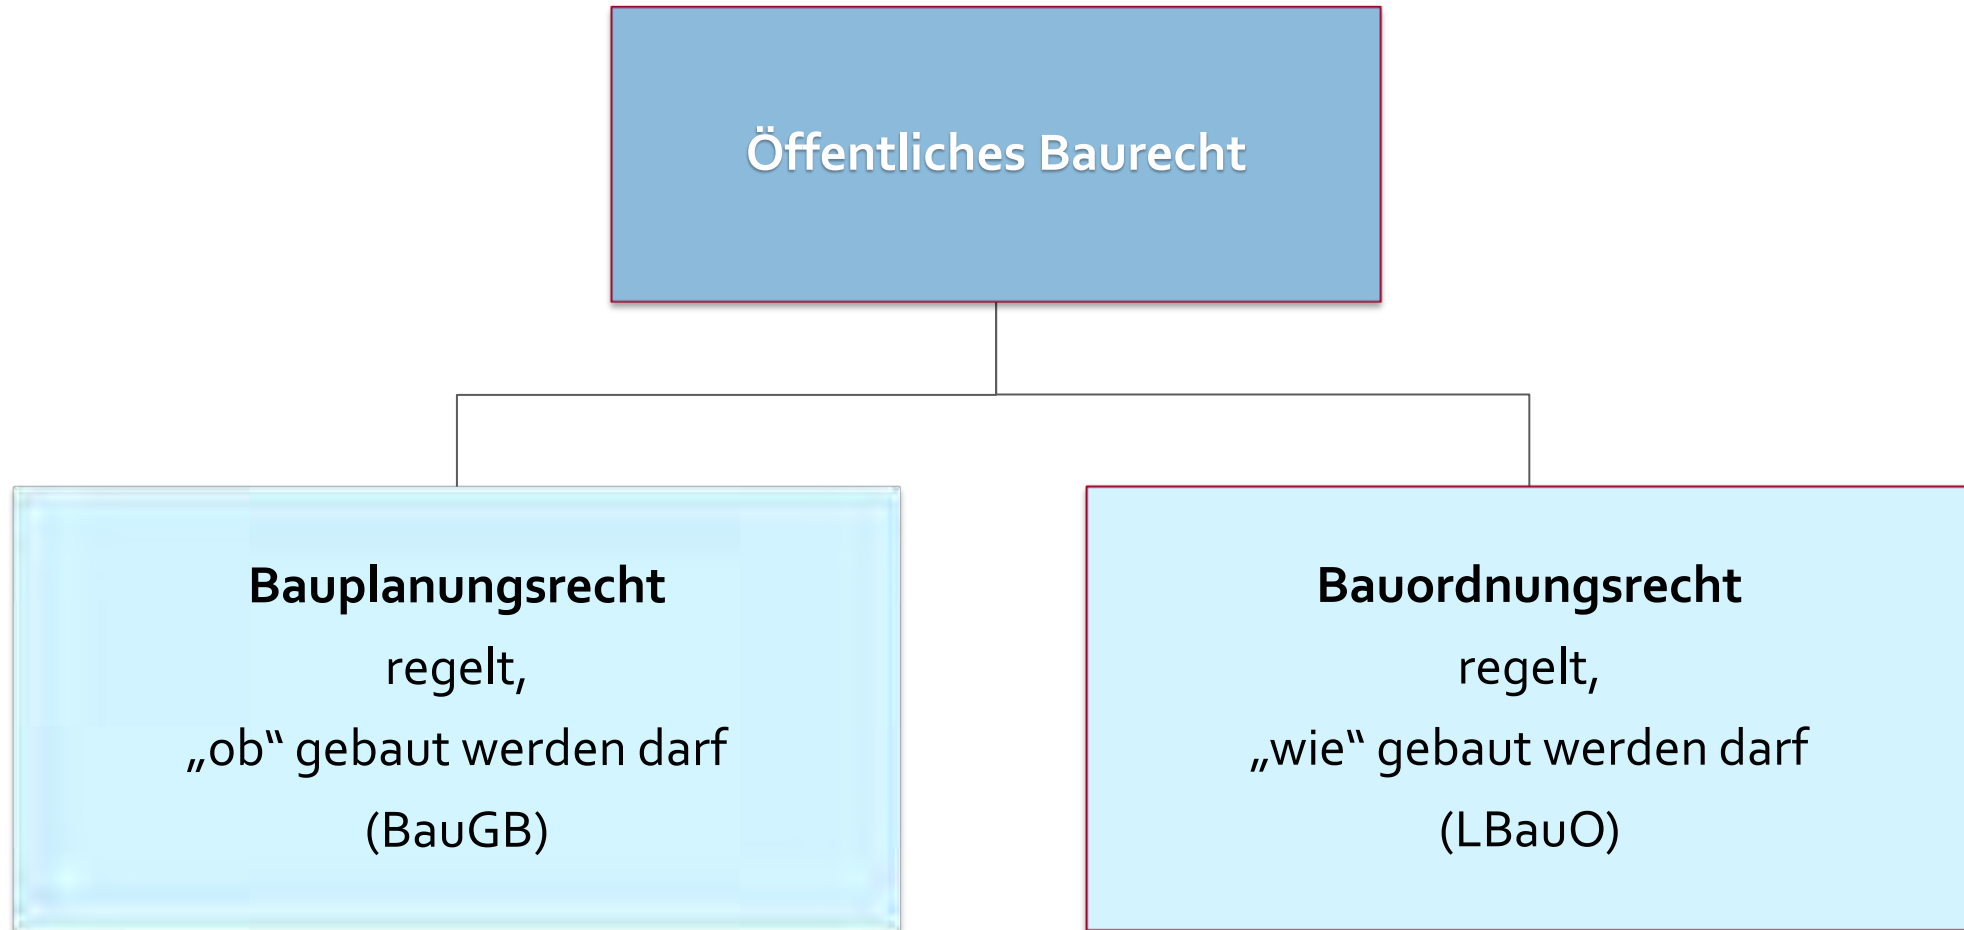 Öffentliches Baurecht
Bauplanungsrecht
regelt,
„ob“ gebaut werden darf
(BauGB)
Bauordnungsrecht
regelt,
„wie“ gebaut werden darf
(LBauO)